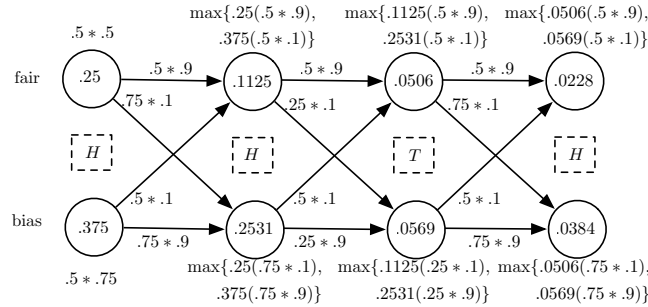 .5 ∗ .5
max{.25(.5 ∗ .9),
.375(.5 ∗ .1)}
max{.1125(.5 ∗ .9),
.2531(.5 ∗ .1)}
max{.0506(.5 ∗ .9),
.0569(.5 ∗ .1)}
fair
.25
.5 ∗ .9
.1125
.5 ∗ .9
.0506
.5 ∗ .9
.0228
.75 ∗ .1
.25 ∗ .1
.75 ∗ .1
H
H
T
H
.5 ∗ .1
.5 ∗ .1
.5 ∗ .1
bias
.375
.75 ∗ .9
.2531
.25 ∗ .9
.0569
.75 ∗ .9
.0384
.5 ∗ .75
max{.25(.75 ∗ .1),
.375(.75 ∗ .9)}
max{.1125(.25 ∗ .1),
.2531(.25 ∗ .9)}
max{.0506(.75 ∗ .1),
.0569(.75 ∗ .9)}